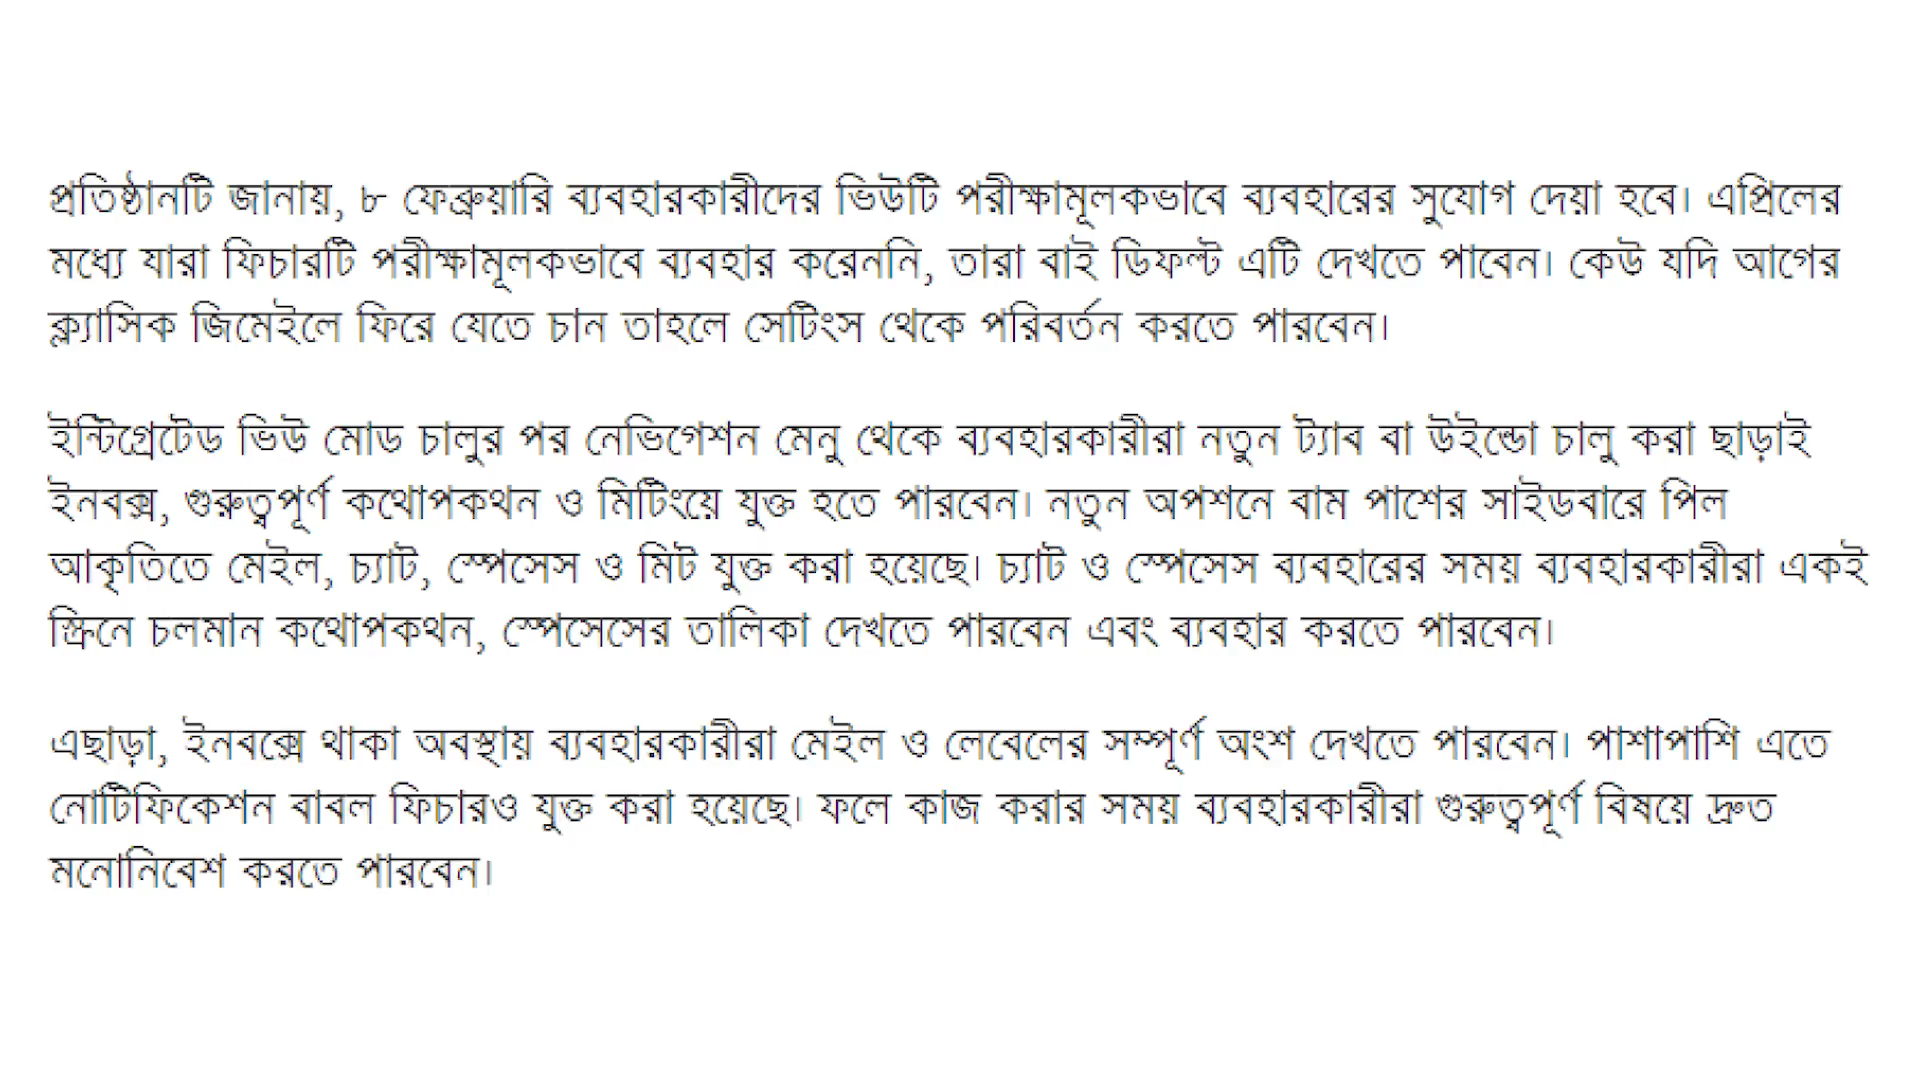 প্রতিষ্ঠানটি জানায়, ৮ ফেব্রুয়ারি ব্যবহারকারীদের ভিউটি পরীক্ষামূলকভাবে ব্যবহারের সুযোগ দেয়া হবে। এপ্রিলের
মধ্যে যারা ফিচারটি পরীক্ষামূলকভাবে ব্যবহার করেননি, তারা বাই ডিফল্ট এটি দেখতে পাবেন। কেউ যদি আগের
ক্ল্যাসিক জিমেইলে ফিরে যেতে চান তাহলে সেটিংস থেকে পরিবর্তন করতে পারবেন।
ইন্টিগ্রেটেড ভিউ মোড চালুর পর নেভিগেশন মেনু থেকে ব্যবহারকারীরা নতুন ট্যাব বা উইন্ডো চালু করা ছাড়াই
ইনবক্স, গুরুত্বপূর্ণ কথোপকথন ও মিটিংয়ে যুক্ত হতে পারবেন। নতুন অপশনে বাম পাশের সাইডবারে পিল
আকৃতিতে মেইল, চ্যাট, স্পেসেস ও মিট যুক্ত করা হয়েছে। চ্যাট ও স্পেসেস ব্যবহারের সময় ব্যবহারকারীরা একই
স্ক্রিনে চলমান কথোপকথন, স্পেসেসের তালিকা দেখতে পারবেন এবং ব্যবহার করতে পারবেন।
এছাড়া, ইনবক্সে থাকা অবস্থায় ব্যবহারকারীরা মেইল ও লেবেলের সম্পূর্ণ অংশ দেখতে পারবেন। পাশাপাশি এতে
নোটিফিকেশন বাবল ফিচারও যুক্ত করা হয়েছে। ফলে কাজ করার সময় ব্যবহারকারীরা গুরুত্বপূর্ণ বিষয়ে দ্রুত
মনোনিবেশ করতে পারবেন।